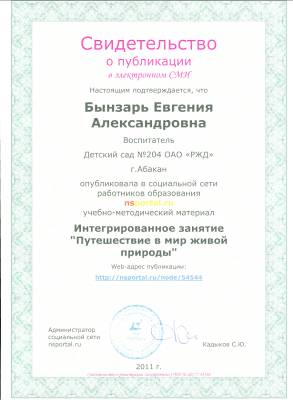 Свидетельство
о публикации
в электронном СМИ
Настоящим подтверждается, что
Бынзарь Евгения
Александровна
Воспитатель
Детский сад №204 ОАО «РЖД»
г.Абакан
опубликовала в социальной сети
работников образования
nsportal.ru
учебно-методический материал
Интегрированное занятие
"Путешествие в мир живой
природы"
Web-адрес публикации:
http://nsportal.ru/node/54544
Администратор
социальной сети
nsportal.ru
Кадыков С.Ю.
2011 г.